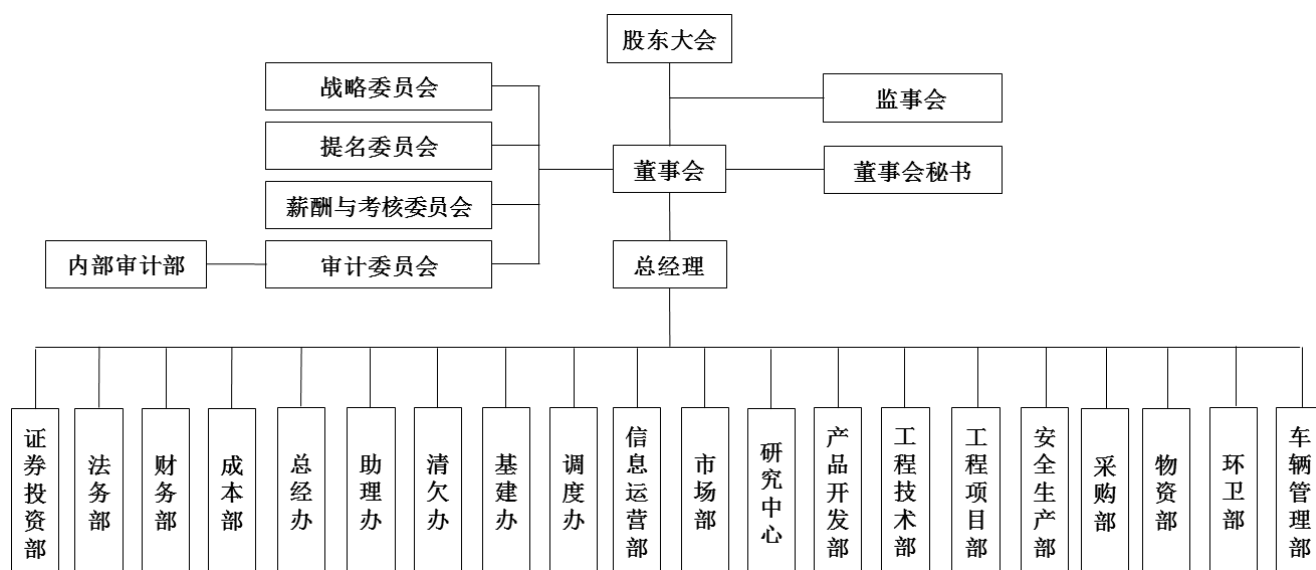 股东大会
战略委员会
监事会
提名委员会
董事会
董事会秘书
薪酬与考核委员会
内部审计部
审计委员会
总经理
证券投资部
法务部
财务部
成本部
总经办
助理办
清欠办
基建办
调度办
信息运营部
市场部
研究中心
产品开发部
工程技术部
工程项目部
安全生产部
采购部
物资部
环卫部
车辆管理部